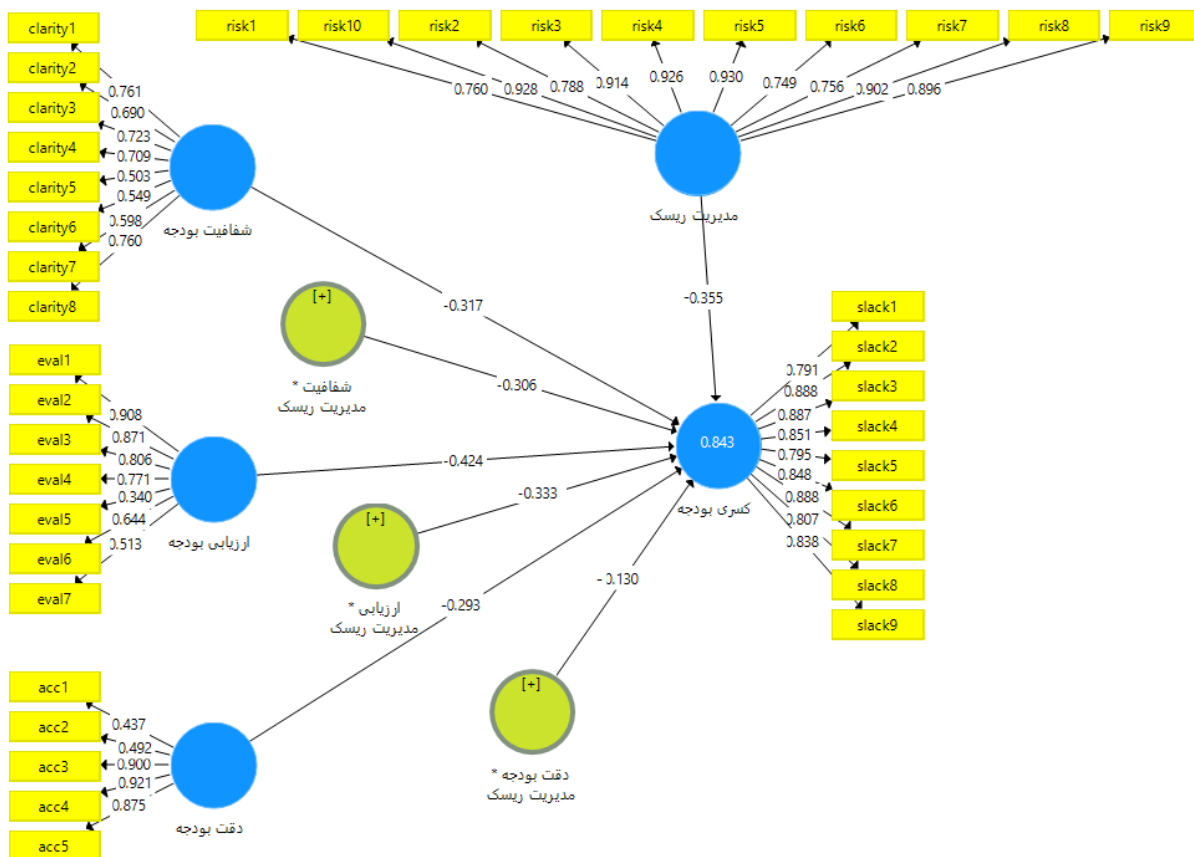 clarity1
clarity2
clarity3
clarity4
clarity5
clarity6
clarity7
clarity8
0.761
0.690
0.723
0.709
0.503
0.549
0.598
0.760
شفافیت بودجه
risk1
risk10
risk2
risk3
risk4
risk5
risk6
risk7
risk8
risk9
0.760
0.928
0.788
0.914
0.926
0.930
0.749
0.756
0.902
0.896
مدیریت ریسک
-0.317
-0.355
[+]
شفافیت *
مدیریت ریسک
-0.306
eval1
eval2
eval3
eval4
eval5
eval6
eval7
0.908
0.871
0.806
0.771
0.340
0.644
0.513
ارزیابی بودجه
-0.424
[+]
ارزیابی *
مدیریت ریسک
-0.333
0.843
کسری بودجه
slack1
slack2
slack3
slack4
slack5
slack6
slack7
slack8
slack9
0.791
0.888
0.887
0.851
0.795
0.848
0.888
0.807
0.838
acc1
acc2
acc3
acc4
acc5
0.437
0.492
0.900
0.921
0.875
دقت بودجه
-0.293
[+]
دقت بودجه *
مدیریت ریسک
-0.130